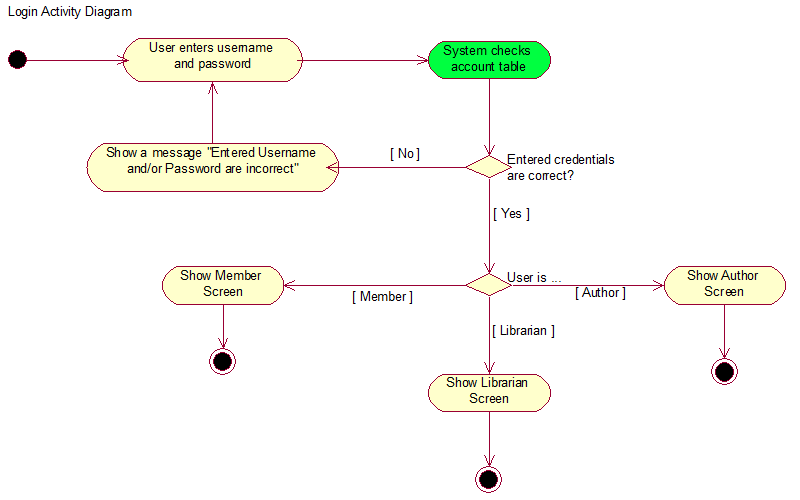 Login Activity Diagram
User enters username
and password
System checks
account table
Show a message "Entered Username
and/or Password are incorrect"
[ No ]
Entered credentials
are correct?
[ Yes ]
Show Member
Screen
[ Member ]
User is ...
[ Author ]
Show Author
Screen
[ Librarian ]
Show Librarian
Screen